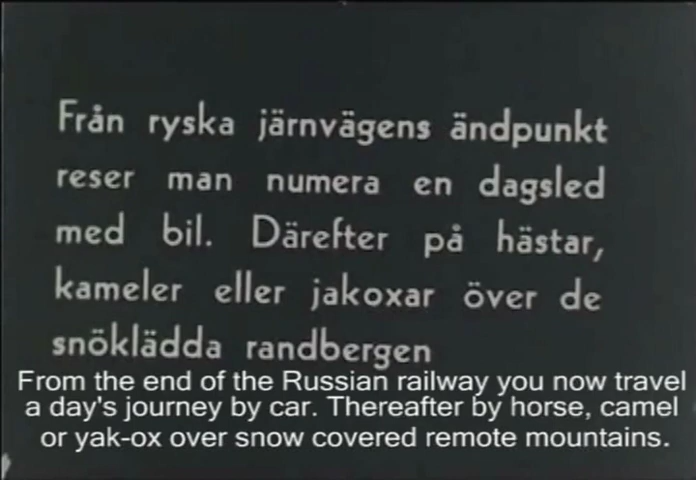 Från ryska järnvägens ändpunkt
reser man numera en dagsled
med bil. Därefter på hästar,
kameler eller jakoxar över de
snöklädda randbergen
From the end of the Russian railway you now travel
a day's journey by car. Thereafter by horse, camel
or yak-ox over snow covered remote mountains.